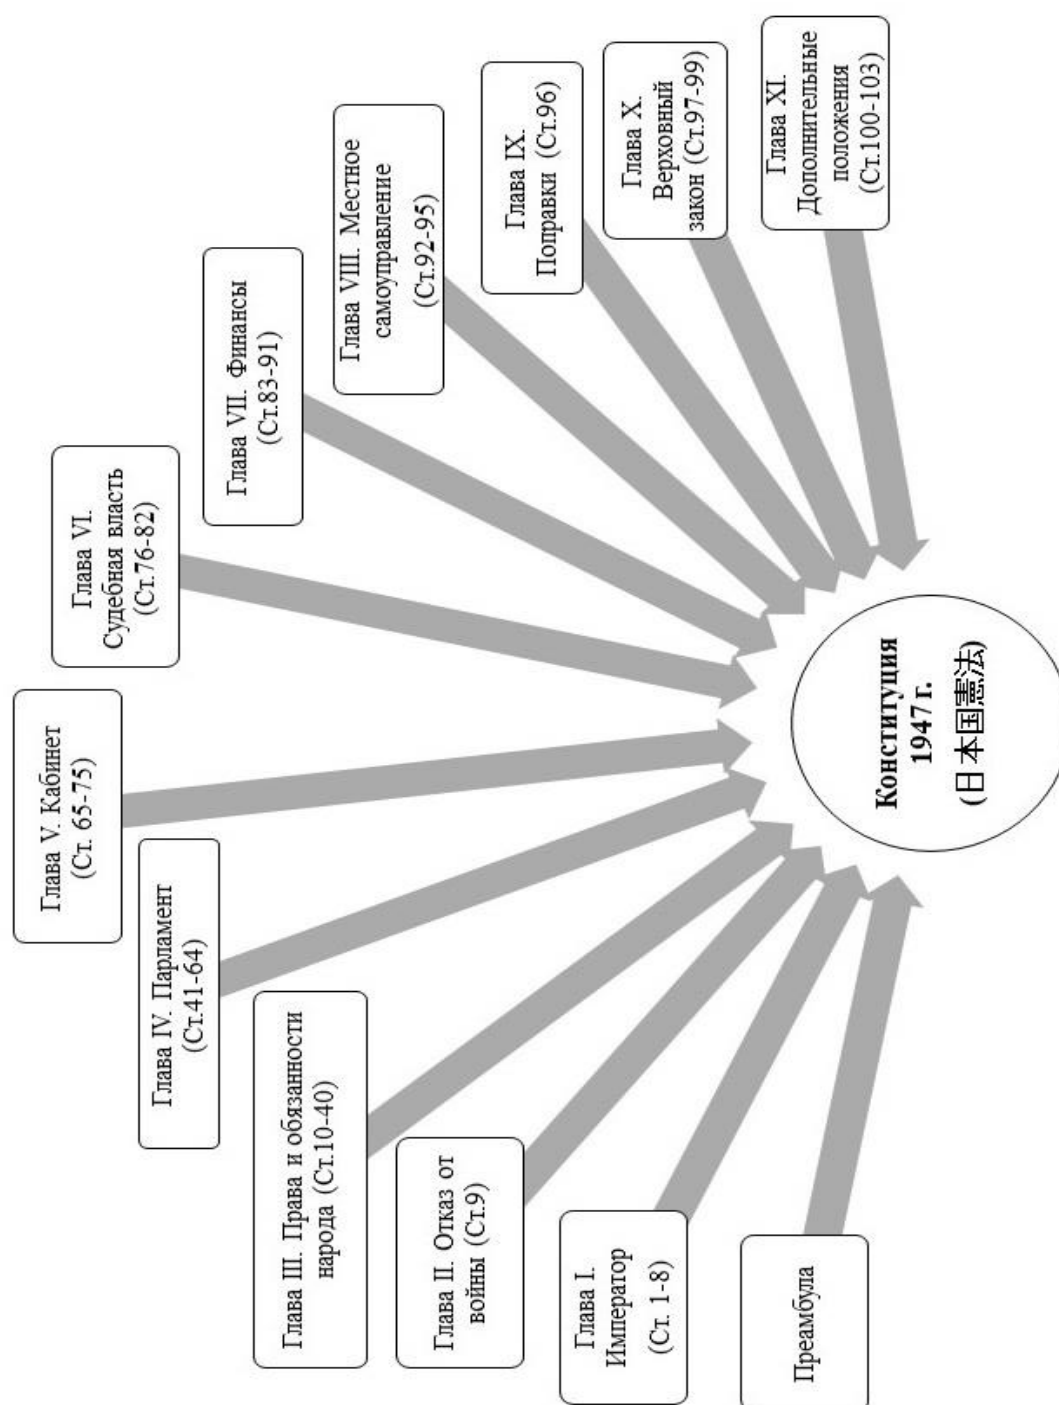 Преамбула
Глава I.
Император
(Ст. 1-8)
Глава II. Отказ от
войны (Ст.9)
Глава III. Права и обязанности
народа (Ст.10-40)
Глава IV. Парламент
(Ст.41-64)
Глава V. Кабинет
(Ст. 65-75)
Глава VI.
Судебная власть
(Ст.76-82)
Глава VII. Финансы
(Ст.83-91)
Глава VIII. Местное
самоуправление
(Ст.92-95)
Глава IX.
Поправки (Ст.96)
Глава X.
Верховный
закон (Ст.97-99)
Глава XI.
Дополнительные
положения
(Ст.100-103)
Конституция
1947 г.
(日本国憲法)